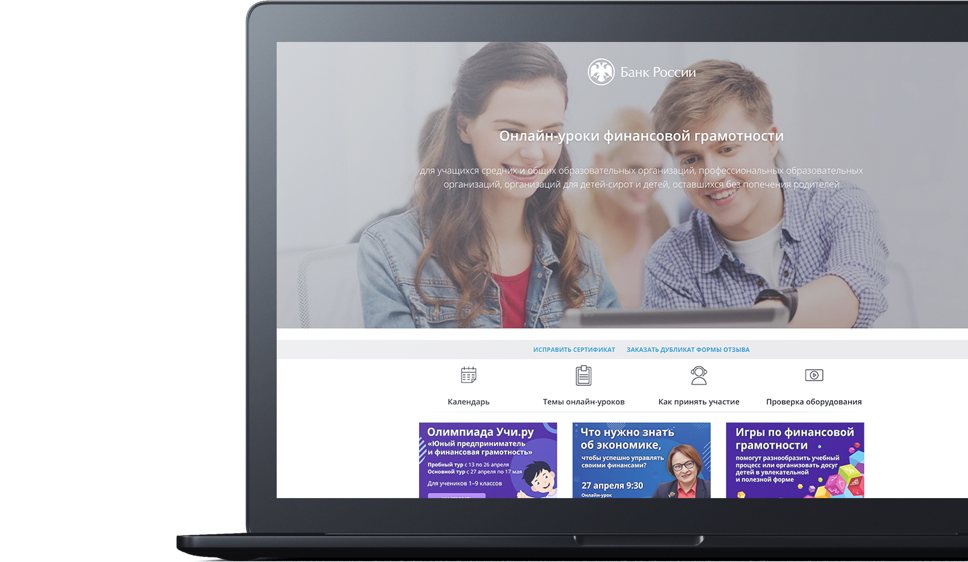 Банк России
Онлайн-уроки финансовой грамотности
для учащихся средних и общих образовательных организаций, профессиональных образовательных
организаций, организаций для детей-сирот и детей, оставшихся без попечения родителей
ИСПРАВИТЬ СЕРТИФИКАТ ЗАКАЗАТЬ ДУБЛИКАТ ФОРМЫ ОТЗЫВА
Календарь Темы онлайн-уроков Как принять участие Проверка оборудования
Олимпиада Учи.ру
«Юный предприниматель
и финансовая грамотность»
Пробный тур с 13 по 26 апреля
Основной тур с 27 апреля по 17 мая
Для учеников 1–9 классов
Что нужно знать
об экономике,
чтобы успешно управлять
своими финансами?
27 апреля 9:30
Онлайн-урок
Игры по финансовой
грамотности
помогут разнообразить учебный
процесс или организовать досуг
детей в увлекательной
и полезной форме